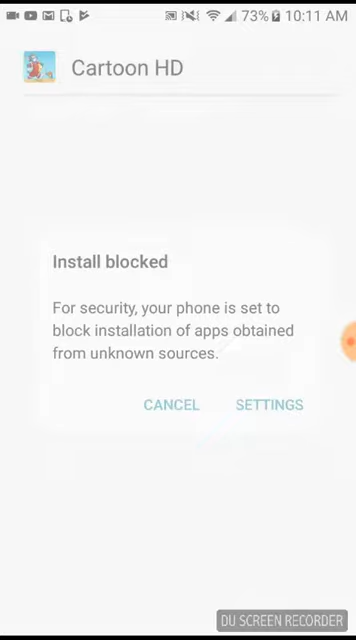 73% 10:11 AM
Cartoon HD
Install blocked
For security, your phone is set to
block installation of apps obtained
from unknown sources.
CANCEL SETTINGS
DU SCREEN RECORDER